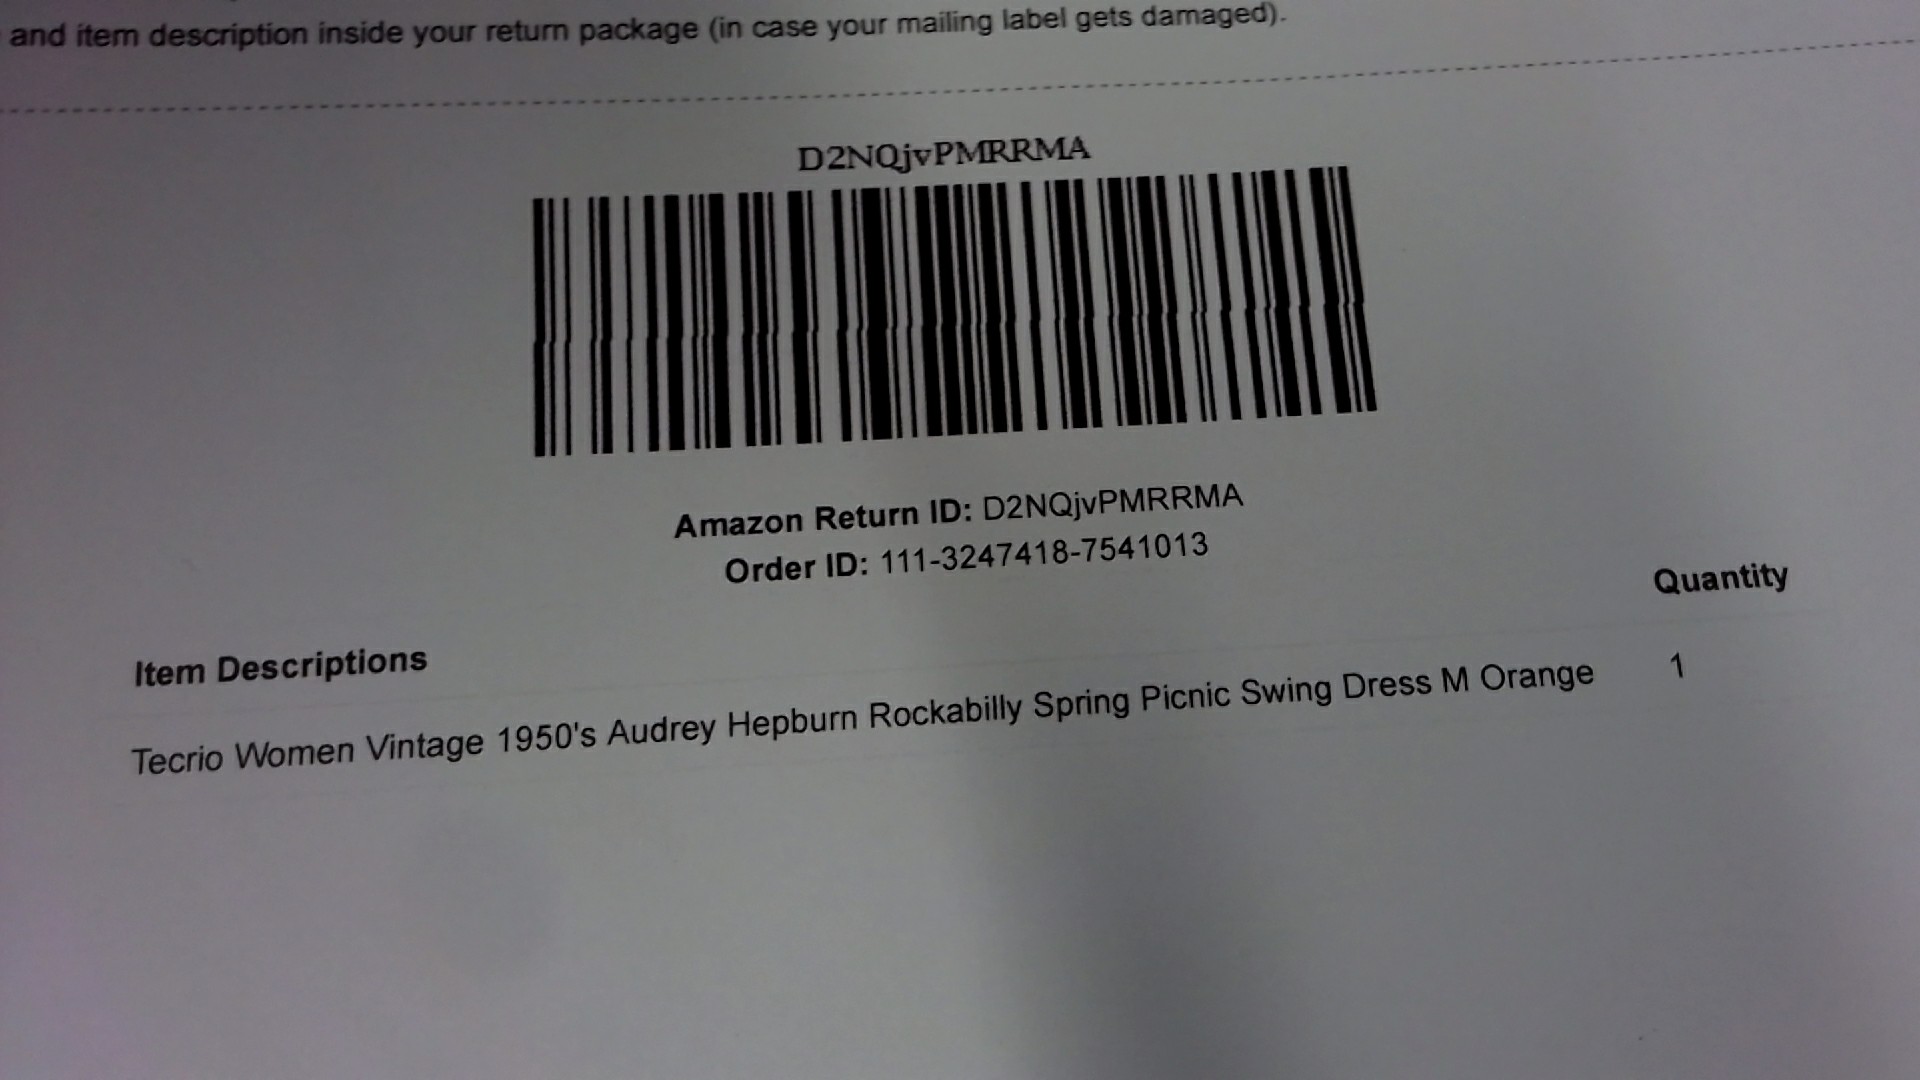 and item description inside your return package (in case your mailing label gets damaged).
D2NQjvPMRRMA
Amazon Return ID: D2NQjvPMRRMA
Order ID: 111-3247418-7541013
Item Descriptions Quantity
Tecrio Women Vintage 1950's Audrey Hepburn Rockabilly Spring Picnic Swing Dress M Orange 1